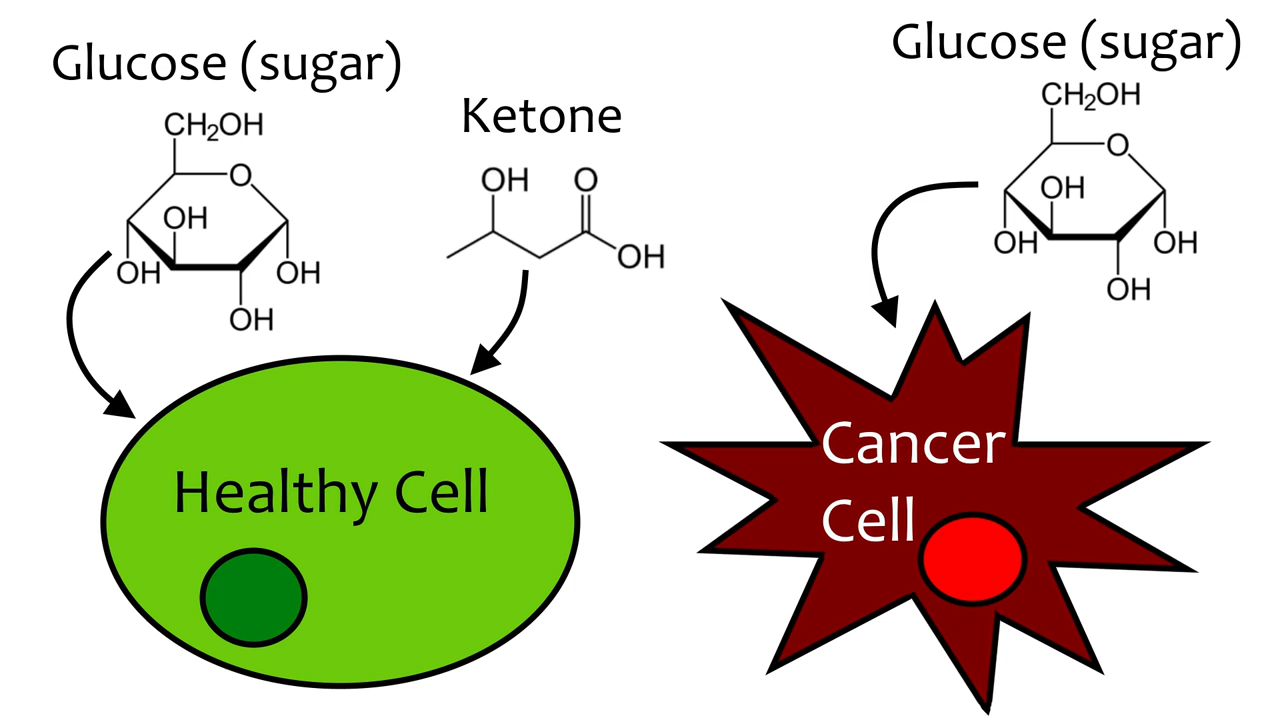 Glucose (sugar)
CH₂OH
O
OH
OH
OH
OH
Ketone
OH
O
OH
Glucose (sugar)
CH₂OH
O
OH
OH
OH
OH
Healthy Cell
Cancer
Cell